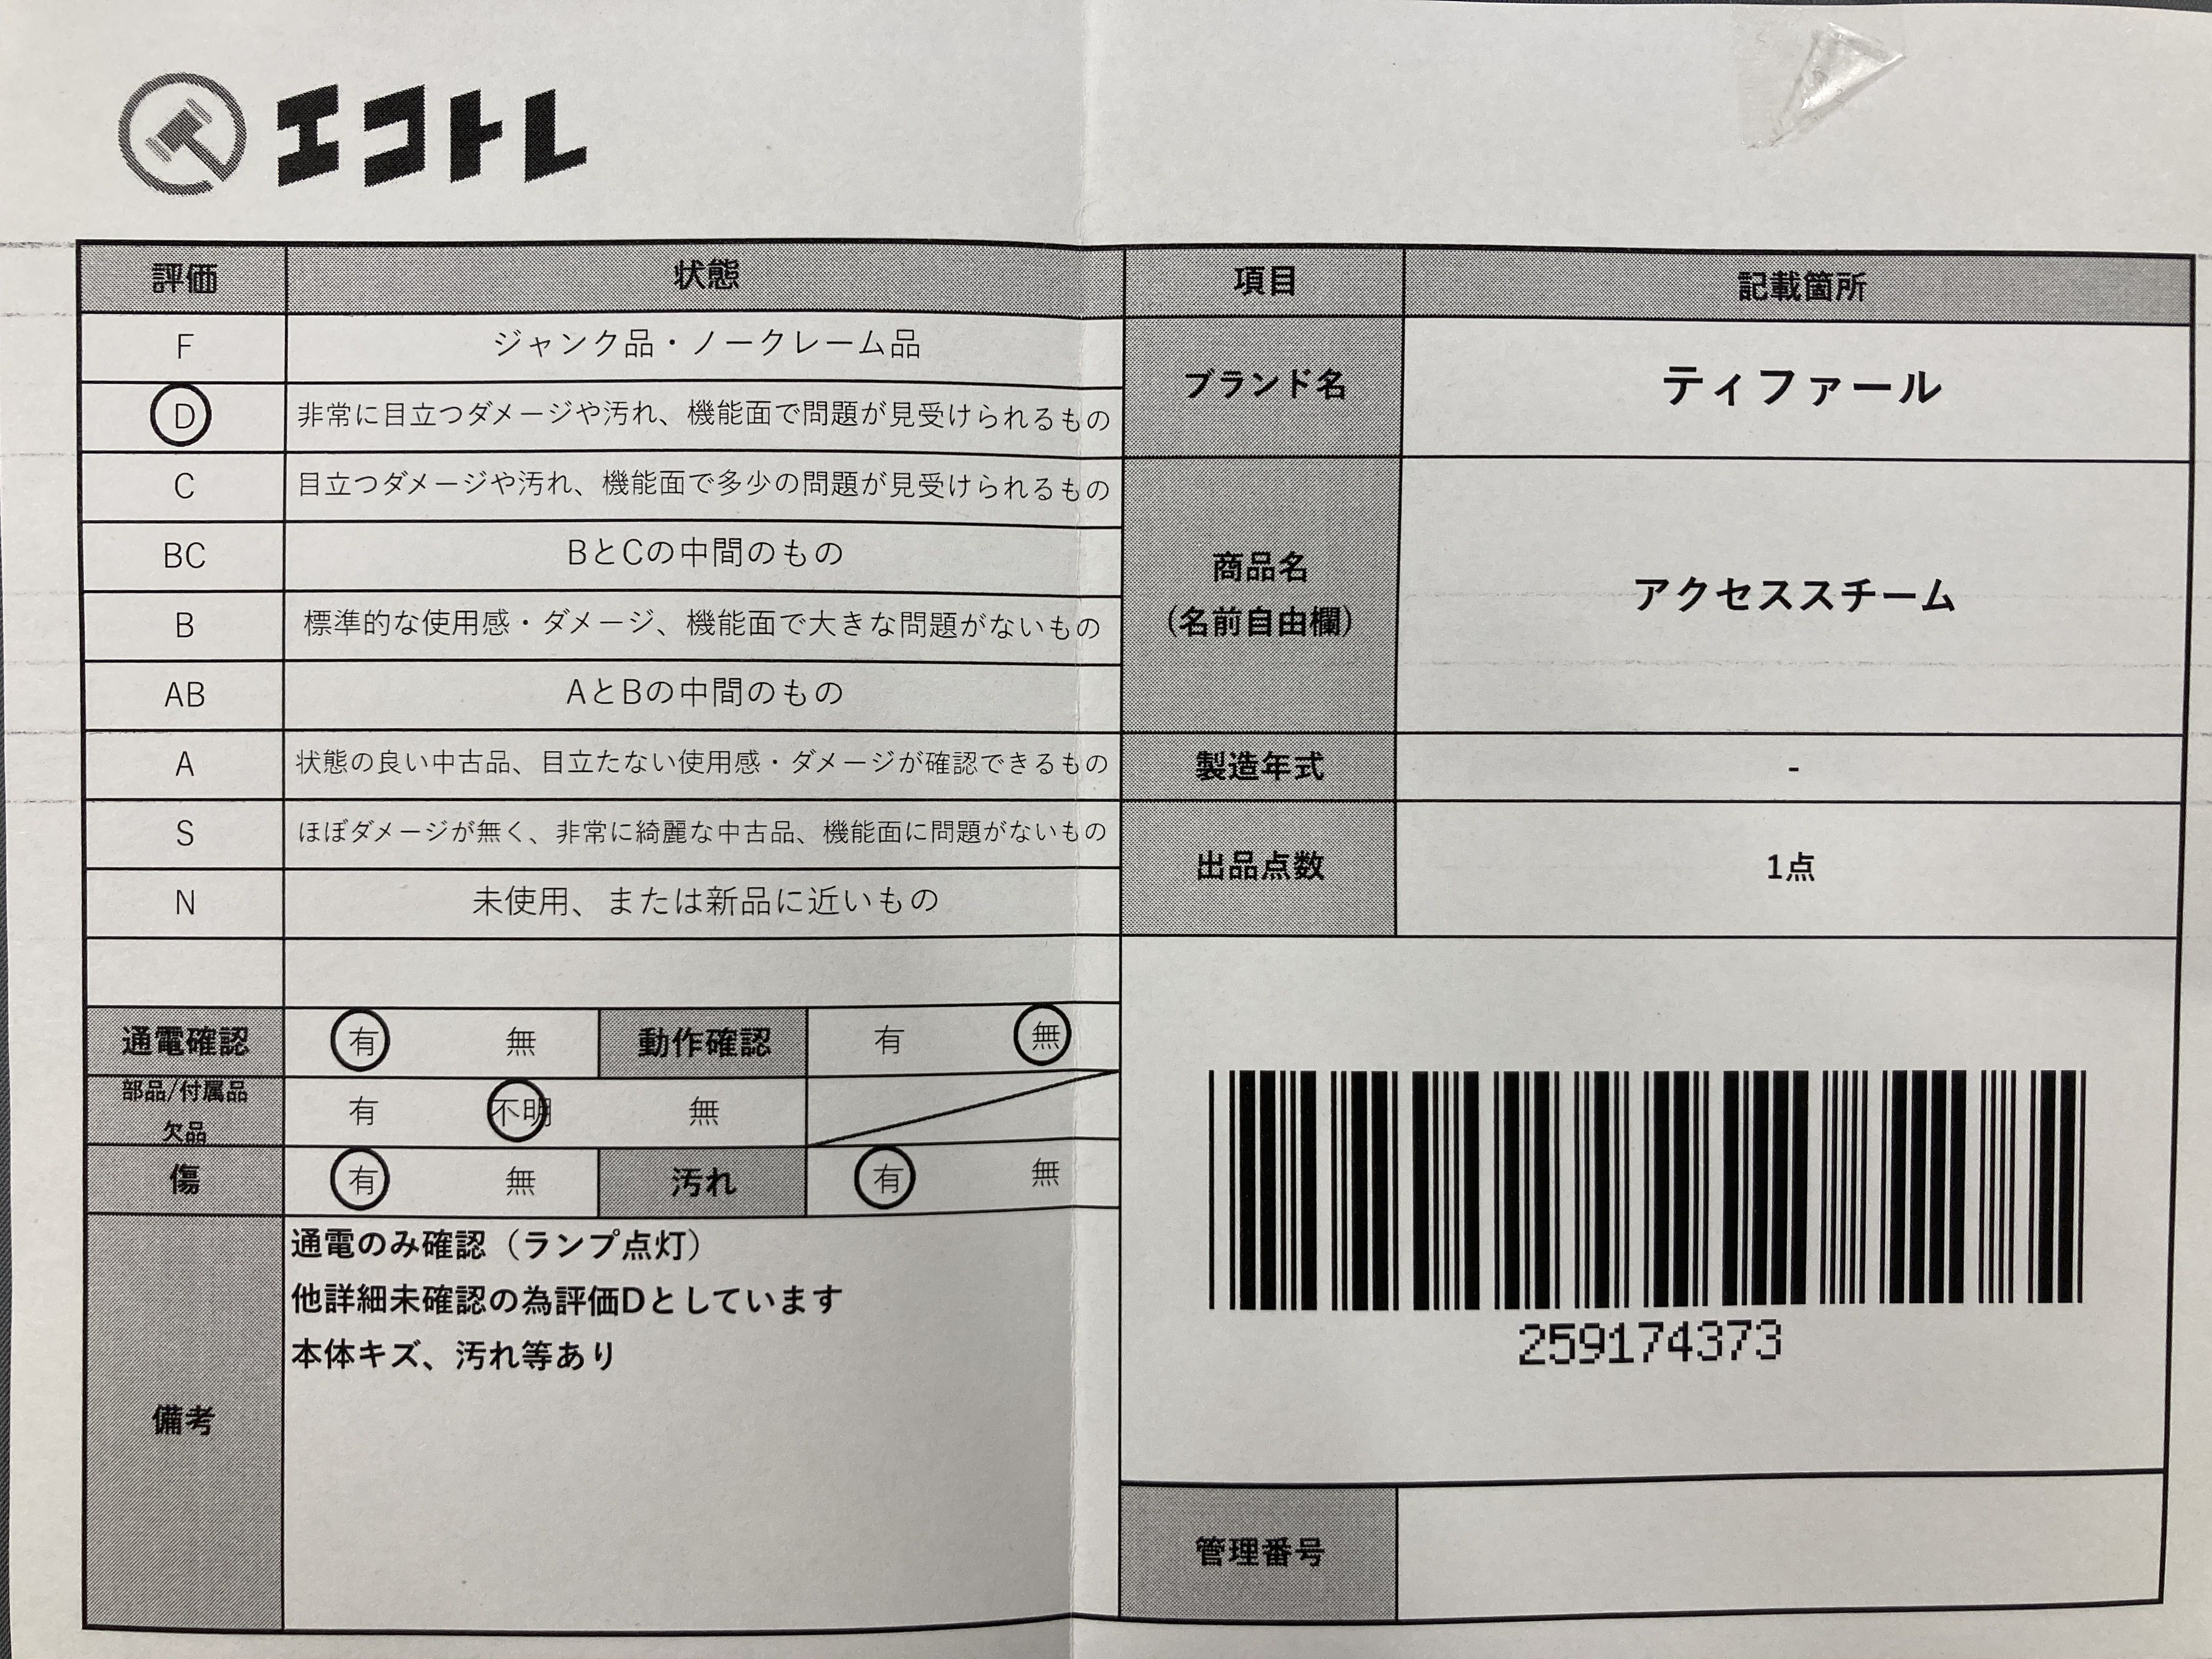 エコトレ
評価 状態 項目 記載箇所
F ジャンク品・ノークレーム品
D 非常に目立つダメージや汚れ、機能面で問題が見受けられるもの
ブランド名 ティファール
C 目立つダメージや汚れ、機能面で多少の問題が見受けられるもの
BC BとCの中間のもの
商品名
(名前自由欄)
アクセススチーム
B 標準的な使用感・ダメージ、機能面で大きな問題がないもの
AB AとBの中間のもの
A 状態の良い中古品、目立たない使用感・ダメージが確認できるもの
製造年式 -
S ほぼダメージが無く、非常に綺麗な中古品、機能面に問題がないもの
出品点数 1点
N 未使用、または新品に近いもの
通電確認 有 無 動作確認 有 無
部品/付属品
欠品
有 不明 無
傷 有 無 汚れ 有 無
備考
通電のみ確認（ランプ点灯）
他詳細未確認の為評価Dとしています
本体キズ、汚れ等あり
259174373
管理番号